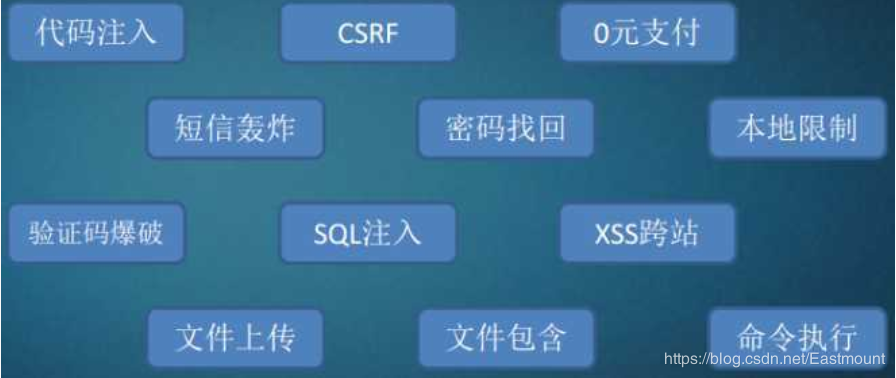 代码注入 CSRF 0元支付
短信轰炸 密码找回 本地限制
验证码爆破 SQL注入 XSS跨站
文件上传 文件包含 命令执行
https://blog.csdn.net/Eastmount